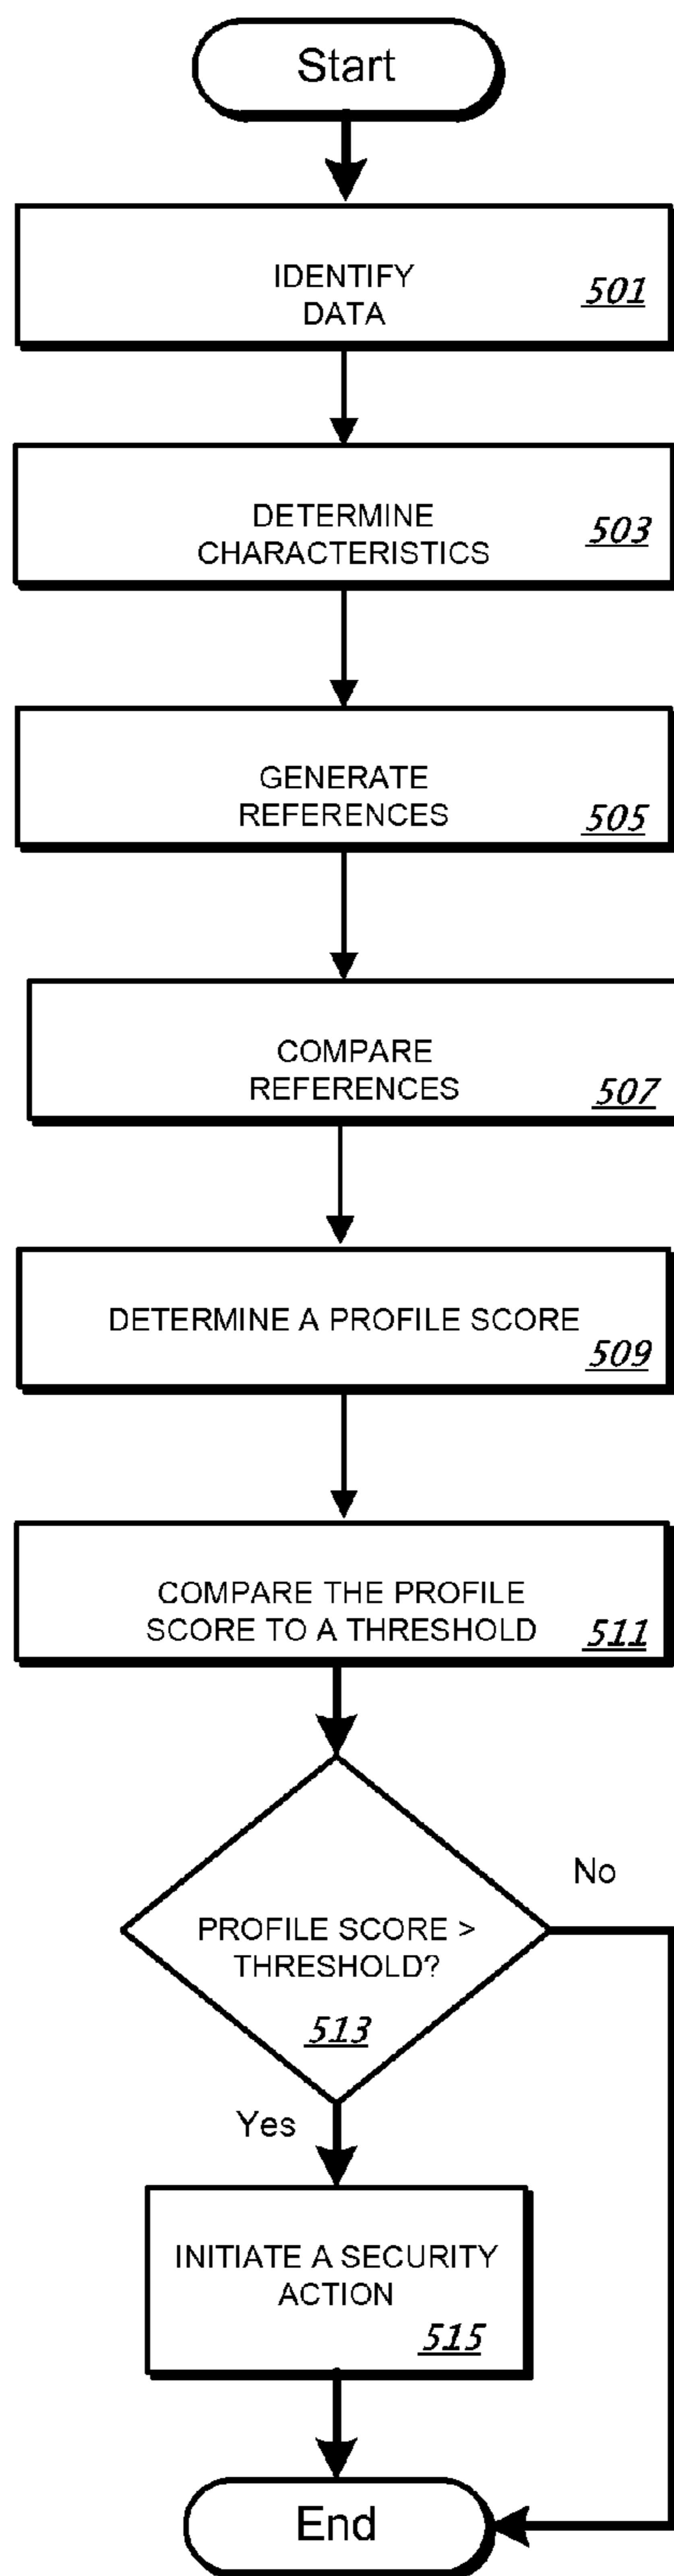 Start
IDENTIFY
DATA
501
DETERMINE
CHARACTERISTICS
503
GENERATE
REFERENCES
505
COMPARE
REFERENCES
507
DETERMINE A PROFILE SCORE
509
COMPARE THE PROFILE
SCORE TO A THRESHOLD
511
No
PROFILE SCORE >
THRESHOLD?
513
Yes
INITIATE A SECURITY
ACTION
515
End